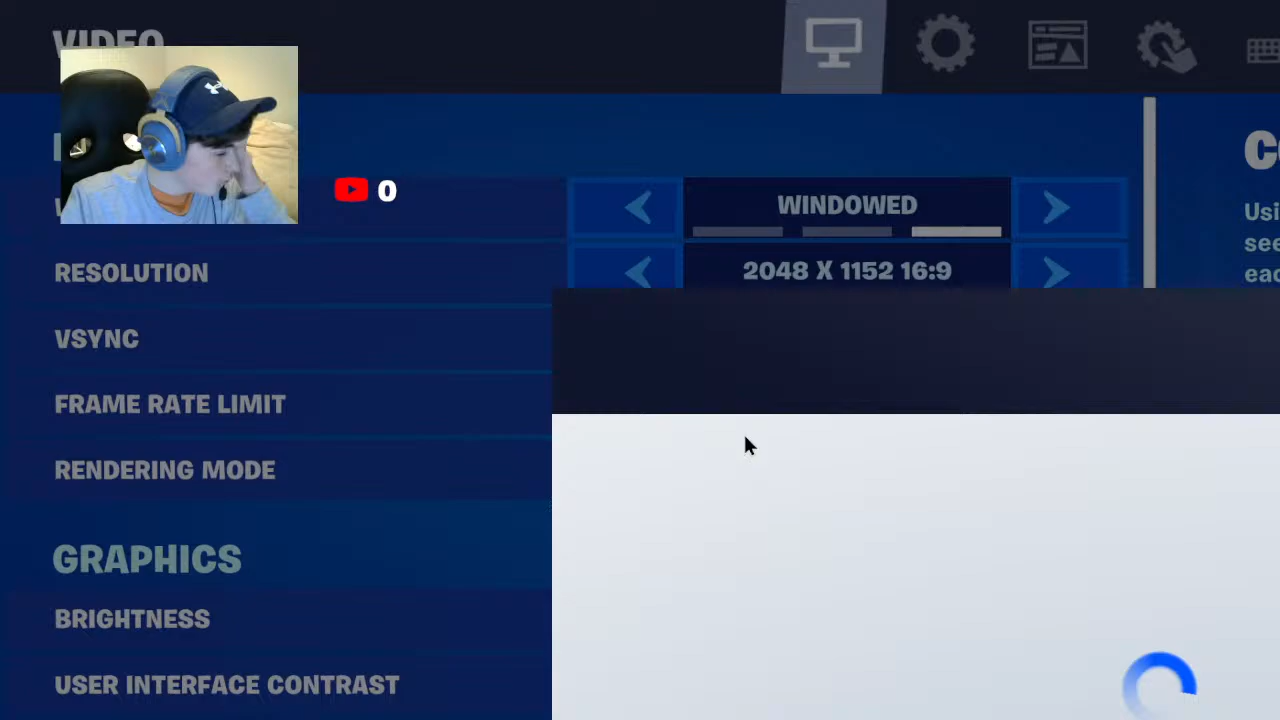 VIDEO
0
WINDOWED
RESOLUTION
2048 X 1152 16:9
VSYNC
FRAME RATE LIMIT
RENDERING MODE
GRAPHICS
BRIGHTNESS
USER INTERFACE CONTRAST